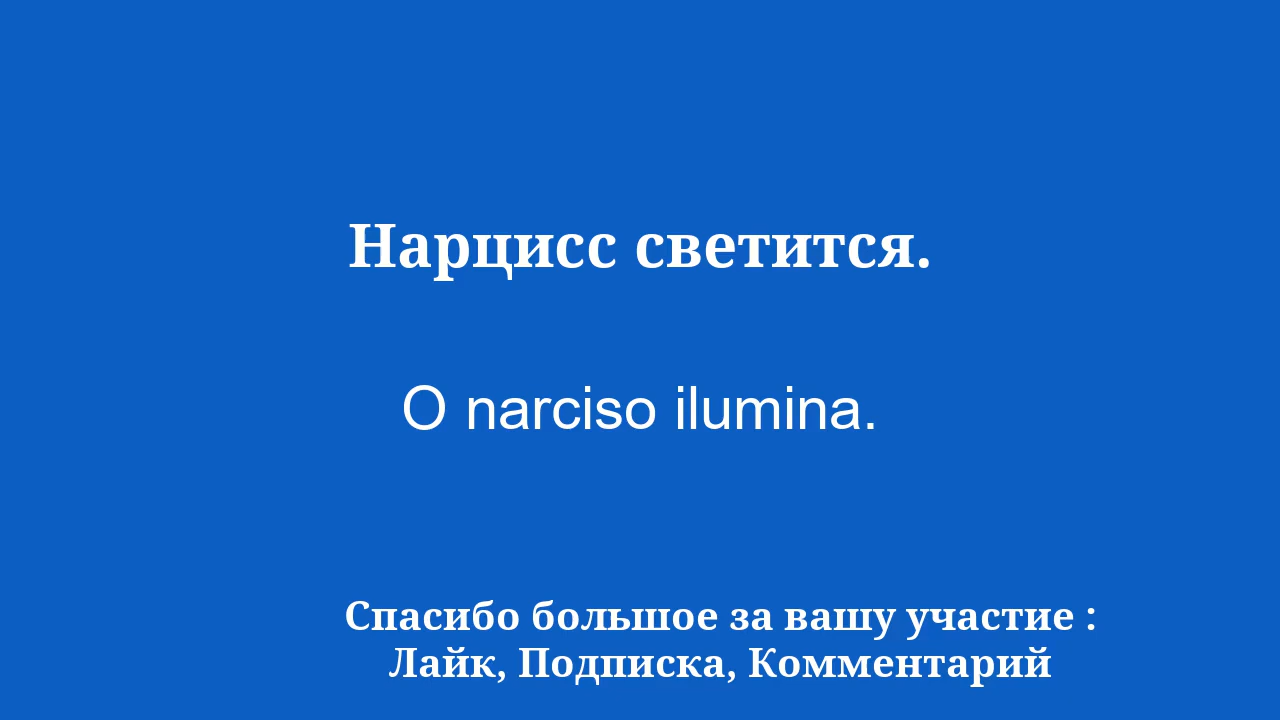 Нарцисс светится.
O narciso ilumina.
Спасибо большое за вашу участие :
Лайк, Подписка, Комментарий